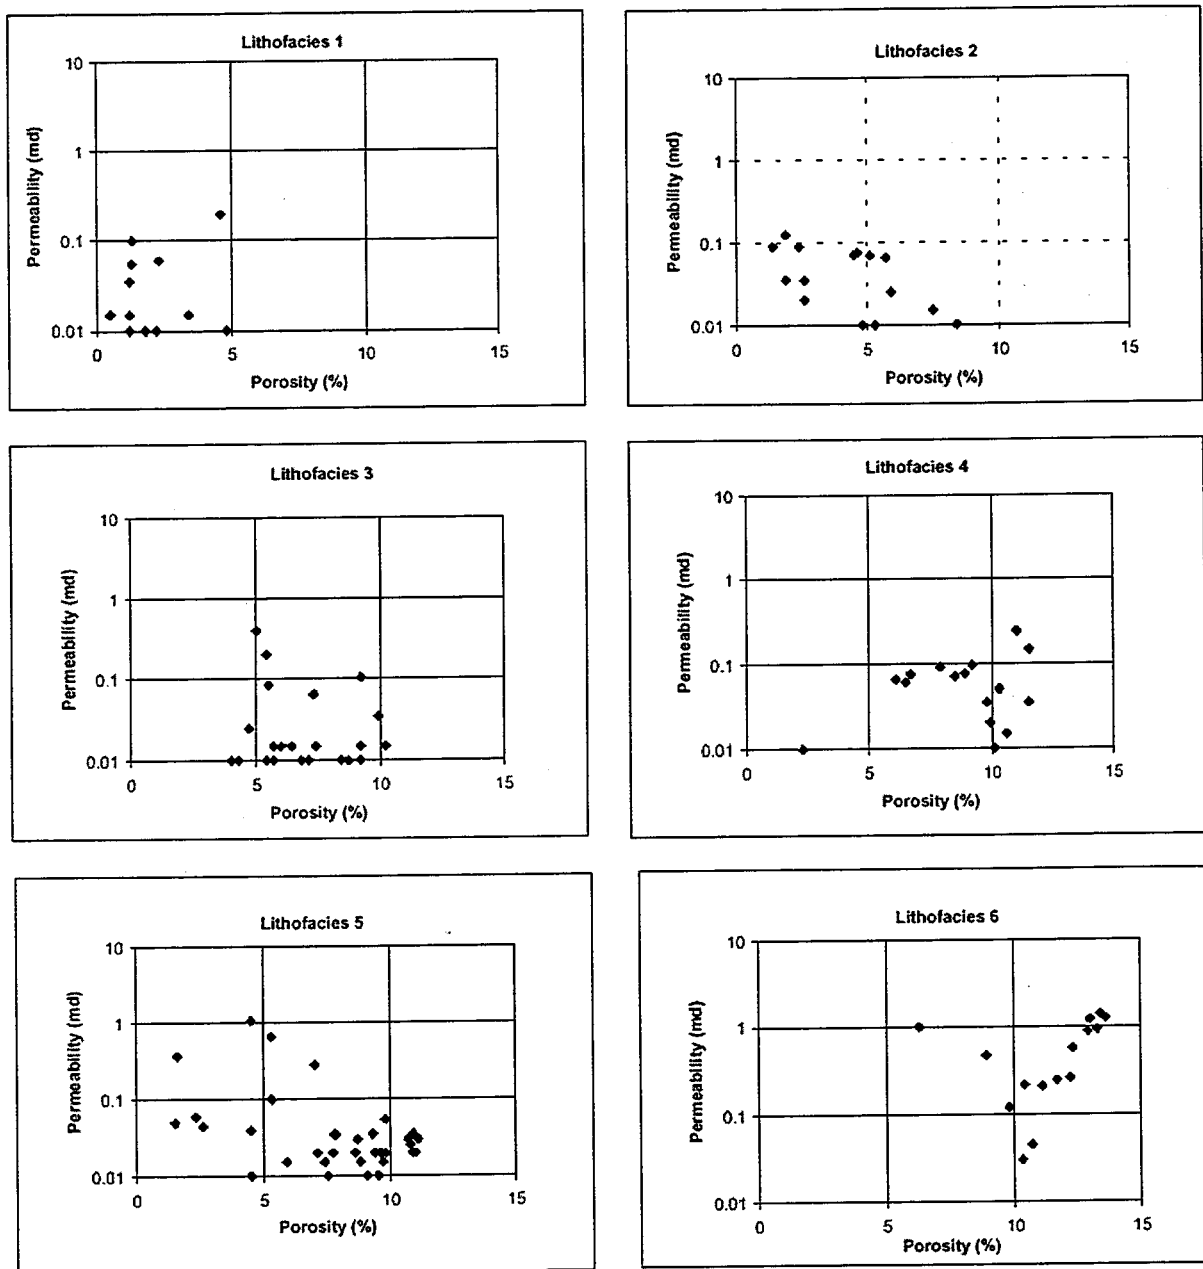 Lithofacies 1
Permeability (md)
10
1
0.1
0.01
0 5 10 15
Porosity (%)
Lithofacies 2
Permeability (md)
10
1
0.1
0.01
0 5 10 15
Porosity (%)
Lithofacies 3
Permeability (md)
10
1
0.1
0.01
0 5 10 15
Porosity (%)
Lithofacies 4
Permeability (md)
10
1
0.1
0.01
0 5 10 15
Porosity (%)
Lithofacies 5
Permeability (md)
10
1
0.1
0.01
0 5 10 15
Porosity (%)
Lithofacies 6
Permeability (md)
10
1
0.1
0.01
0 5 10 15
Porosity (%)